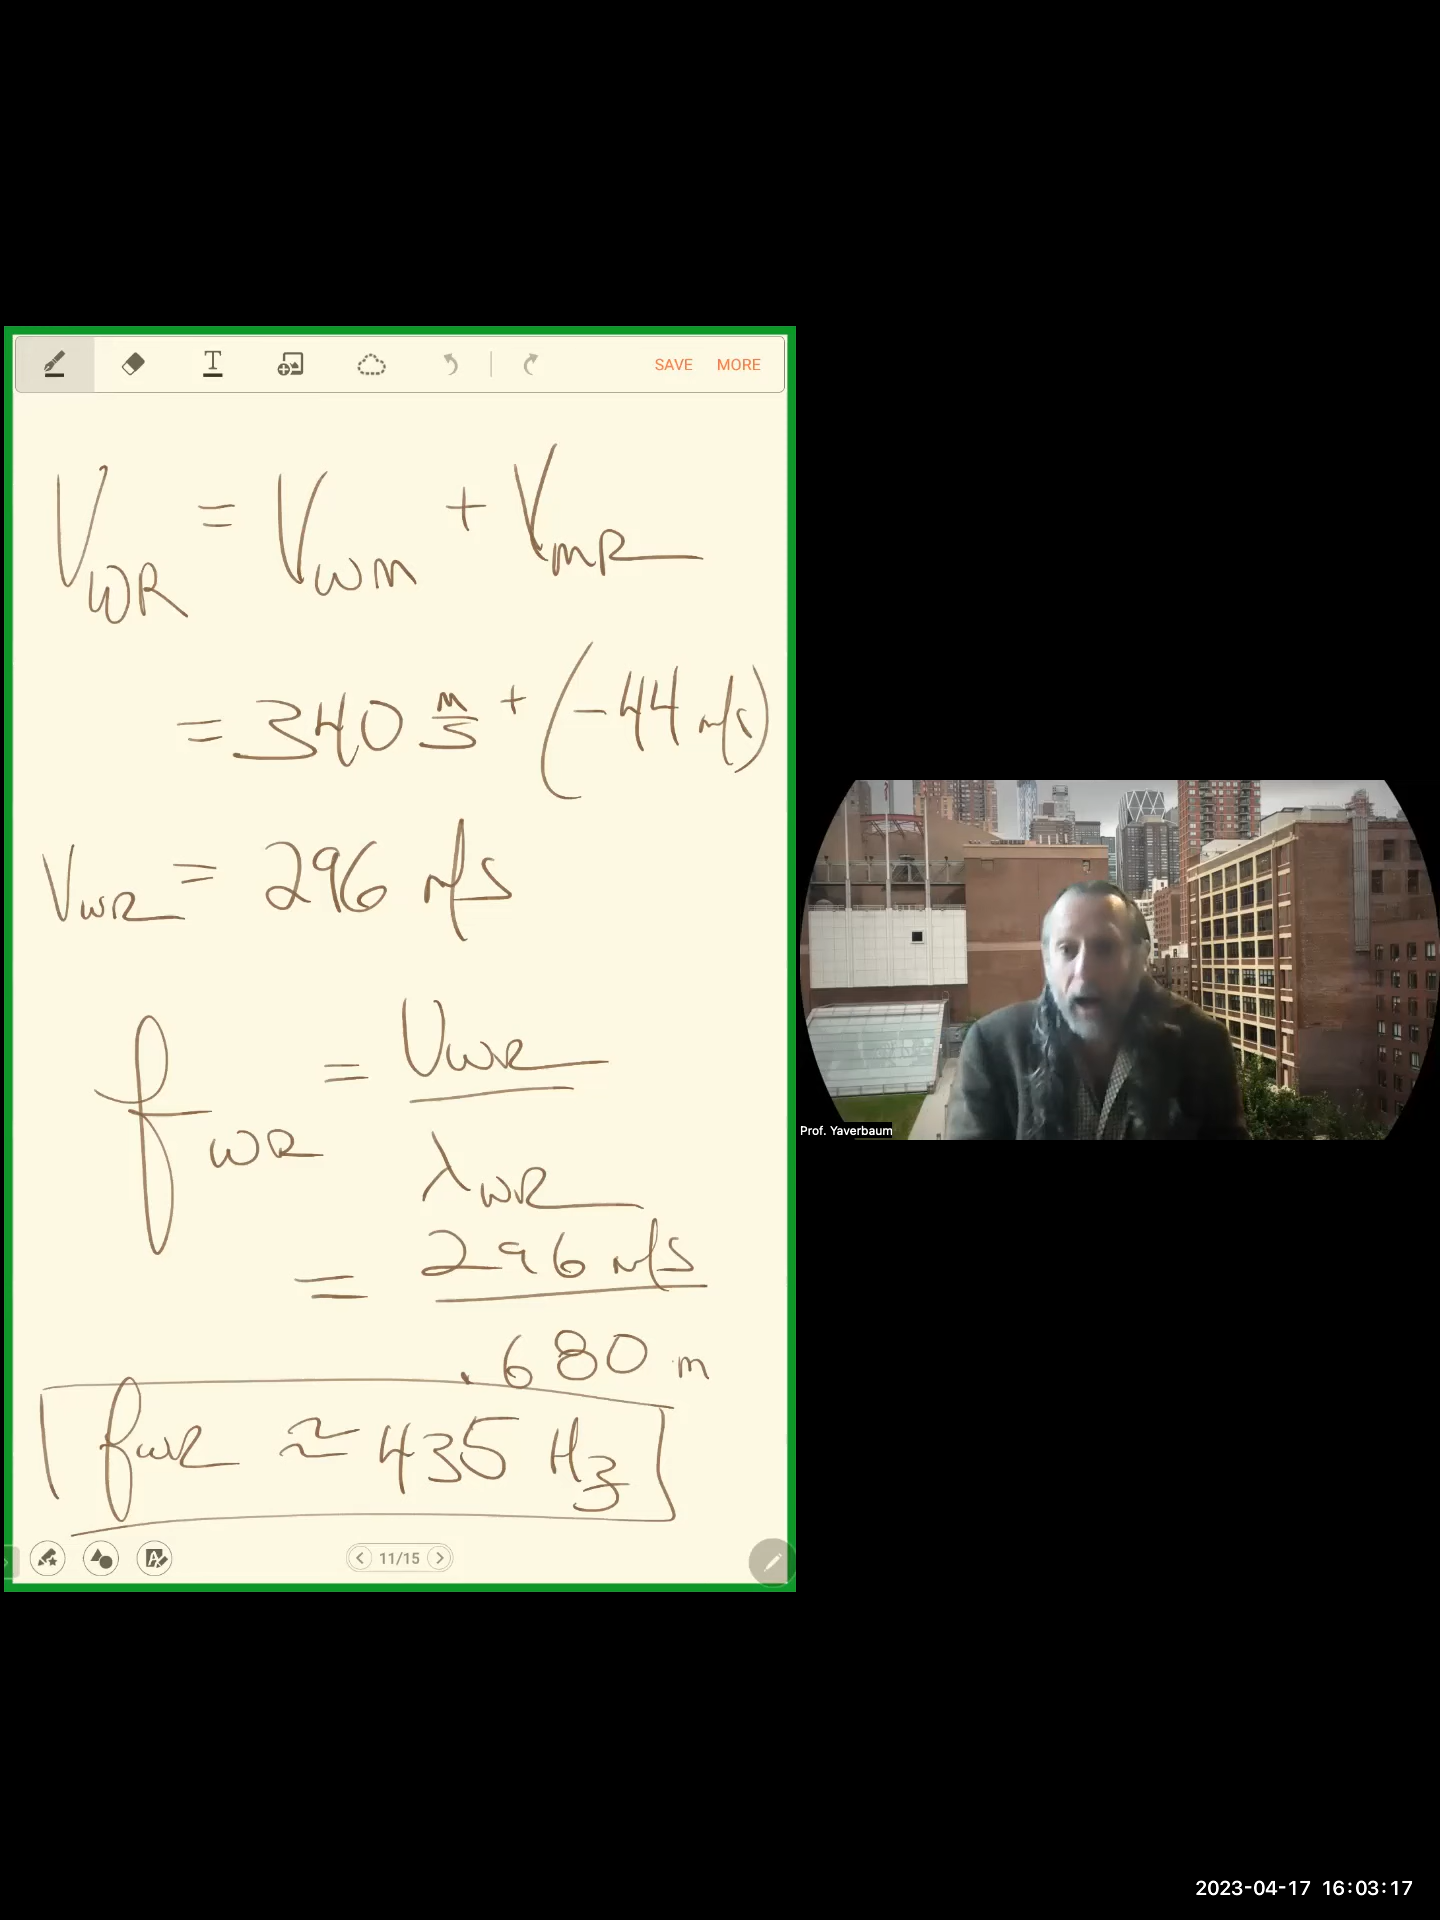 T
SAVE MORE
V_WR = V_WM + V_MR
= 340 m/s + (-44 m/s)
V_WR = 296 m/s
f_WR = V_WR / λ_WR
= 296 m/s / .680 m
f_WR ≈ 435 Hz
A
11/15
Prof. Yaverbaum
2023-04-17 16:03:17